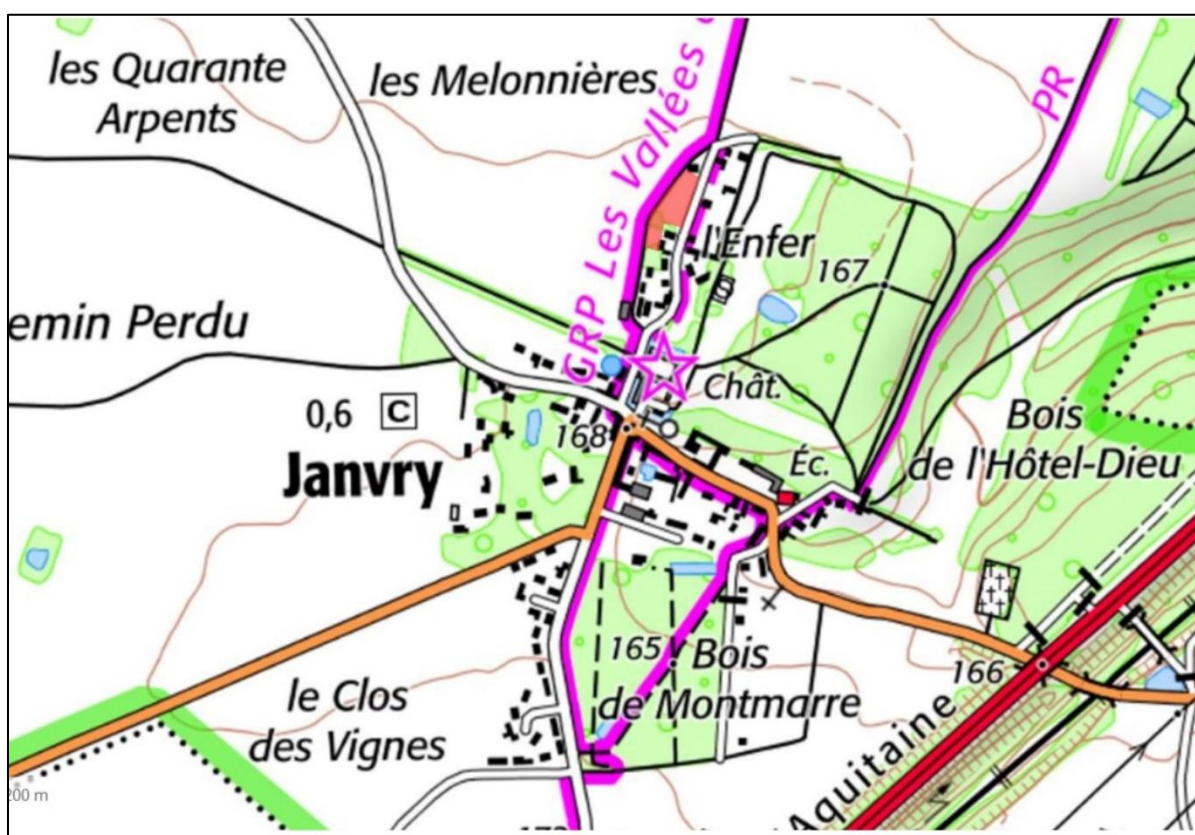 les Quarante
Arpents
les Melonnières
GRP Les Vallées
PR
l'Enfer
167
emin Perdu
Chât.
0,6 C
168
Janvry
Éc.
Bois
de l'Hôtel-Dieu
165
Bois
de Montmarre
166
le Clos
des Vignes
Aquitaine
200 m